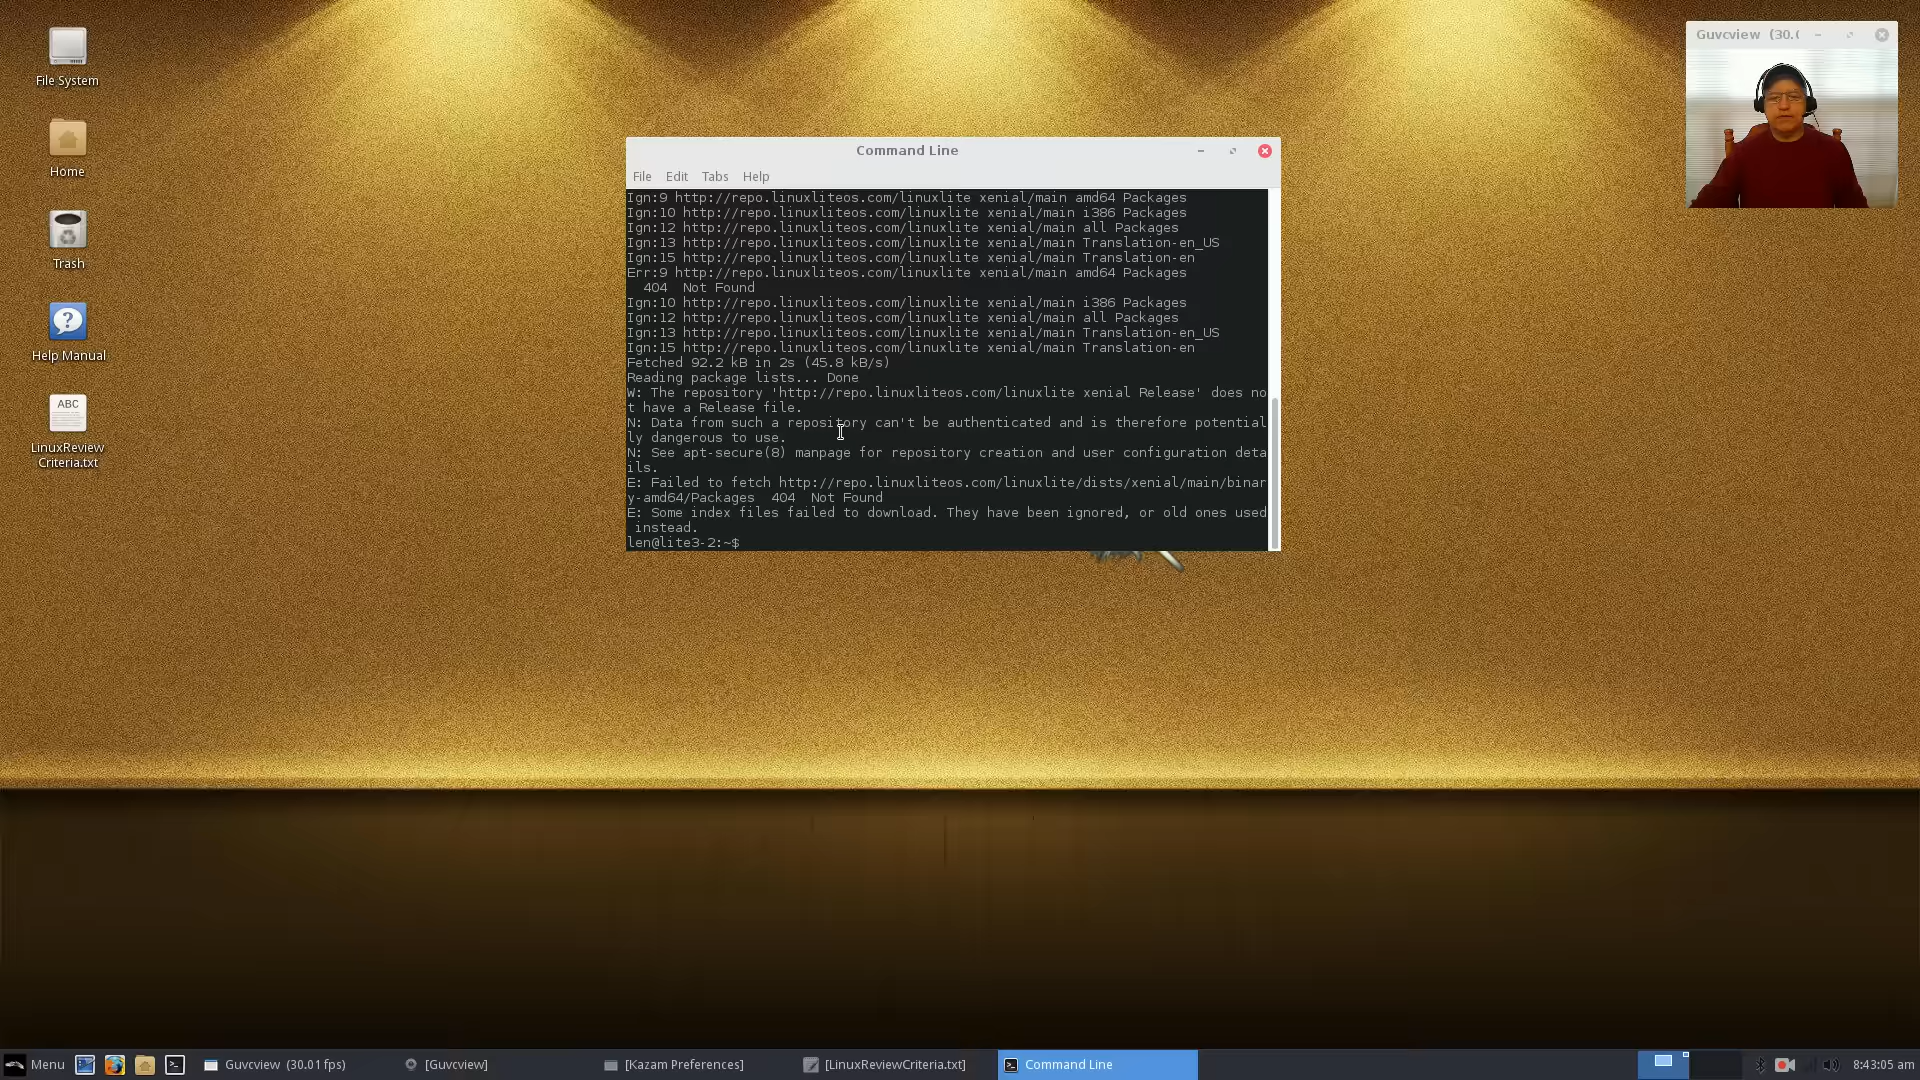 File System
Home
Trash
Help Manual
ABC
LinuxReview
Criteria.txt
Guvcview (30.0
Command Line
File Edit Tabs Help
Ign:9 http://repo.linuxliteos.com/linuxlite xenial/main amd64 Packages
Ign:10 http://repo.linuxliteos.com/linuxlite xenial/main i386 Packages
Ign:12 http://repo.linuxliteos.com/linuxlite xenial/main all Packages
Ign:13 http://repo.linuxliteos.com/linuxlite xenial/main Translation-en_US
Ign:15 http://repo.linuxliteos.com/linuxlite xenial/main Translation-en
Err:9 http://repo.linuxliteos.com/linuxlite xenial/main amd64 Packages
404 Not Found
Ign:10 http://repo.linuxliteos.com/linuxlite xenial/main i386 Packages
Ign:12 http://repo.linuxliteos.com/linuxlite xenial/main all Packages
Ign:13 http://repo.linuxliteos.com/linuxlite xenial/main Translation-en_US
Ign:15 http://repo.linuxliteos.com/linuxlite xenial/main Translation-en
Fetched 92.2 kB in 2s (45.8 kB/s)
Reading package lists... Done
W: The repository 'http://repo.linuxliteos.com/linuxlite xenial Release' does no
t have a Release file.
N: Data from such a repository can't be authenticated and is therefore potential
ly dangerous to use.
N: See apt-secure(8) manpage for repository creation and user configuration deta
ils.
E: Failed to fetch http://repo.linuxliteos.com/linuxlite/dists/xenial/main/binar
y-amd64/Packages 404 Not Found
E: Some index files failed to download. They have been ignored, or old ones used
instead.
len@lite3-2:~$
Menu Guvcview (30.01 fps) [Guvcview] [Kazam Preferences] [LinuxReviewCriteria.txt] Command Line 8:43:05 am